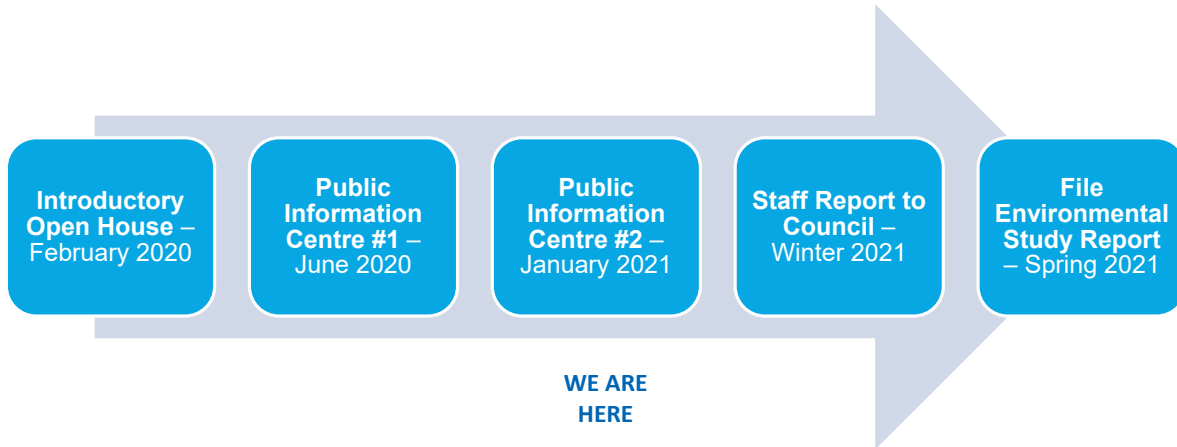 Introductory
Open House –
February 2020
Public
Information
Centre #1 –
June 2020
Public
Information
Centre #2 –
January 2021
Staff Report to
Council –
Winter 2021
File
Environmental
Study Report
– Spring 2021
WE ARE
HERE